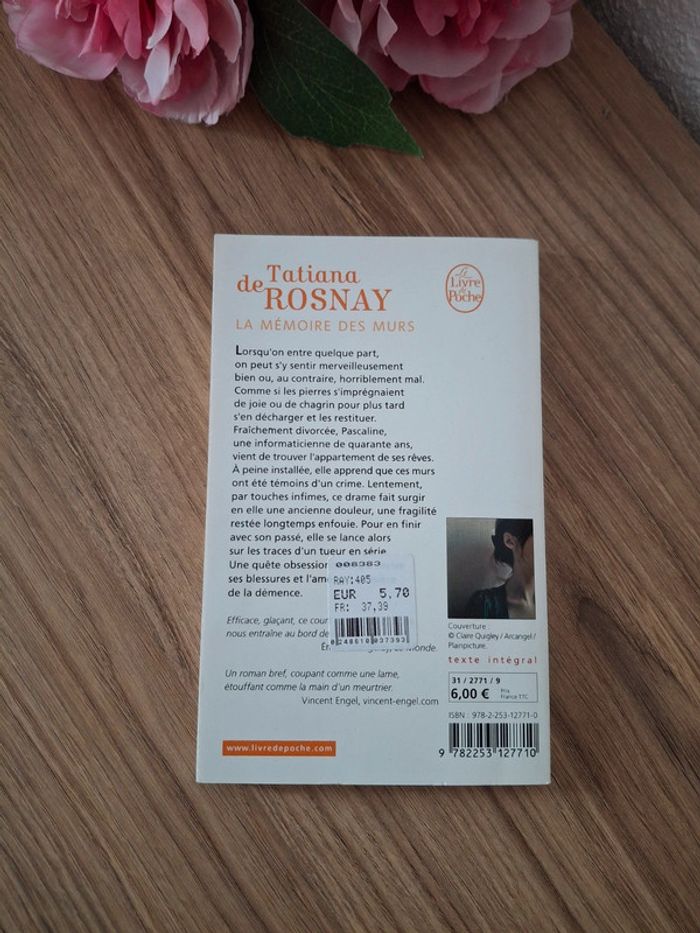 Tatiana
de ROSNAY
Le
Livre
de
Poche
LA MÉMOIRE DES MURS
Lorsqu'on entre quelque part,
on peut s'y sentir merveilleusement
bien ou, au contraire, horriblement mal.
Comme si les pierres s'imprégnaient
de joie ou de chagrin pour plus tard
s'en décharger et les restituer.
Fraîchement divorcée, Pascaline,
une informaticienne de quarante ans,
vient de trouver l'appartement de ses rêves.
À peine installée, elle apprend que ces murs
ont été témoins d'un crime. Lentement,
par touches infimes, ce drame fait surgir
en elle une ancienne douleur, une fragilité
restée longtemps enfouie. Pour en finir
avec son passé, elle se lance alors
sur les traces d'un tueur en série.
Une quête
ses blessures et
de la démence.
008383
RAY:405
EUR 5,70
FR: 37,39
0 248610 037393
Efficace, glaçant, ce
nous entraîne au bord de
Monde.
Un roman bref, coupant comme une lame,
étouffant comme la main d'un meurtrier.
Vincent Engel, vincent-engel.com
www.livredepoche.com
Couverture :
© Claire Quigley / Arcangel /
Plainpicture.
texte intégral
31 / 2771 / 9
6,00 € Prix
France TTC
ISBN : 978-2-253-12771-0
9 782253 127710